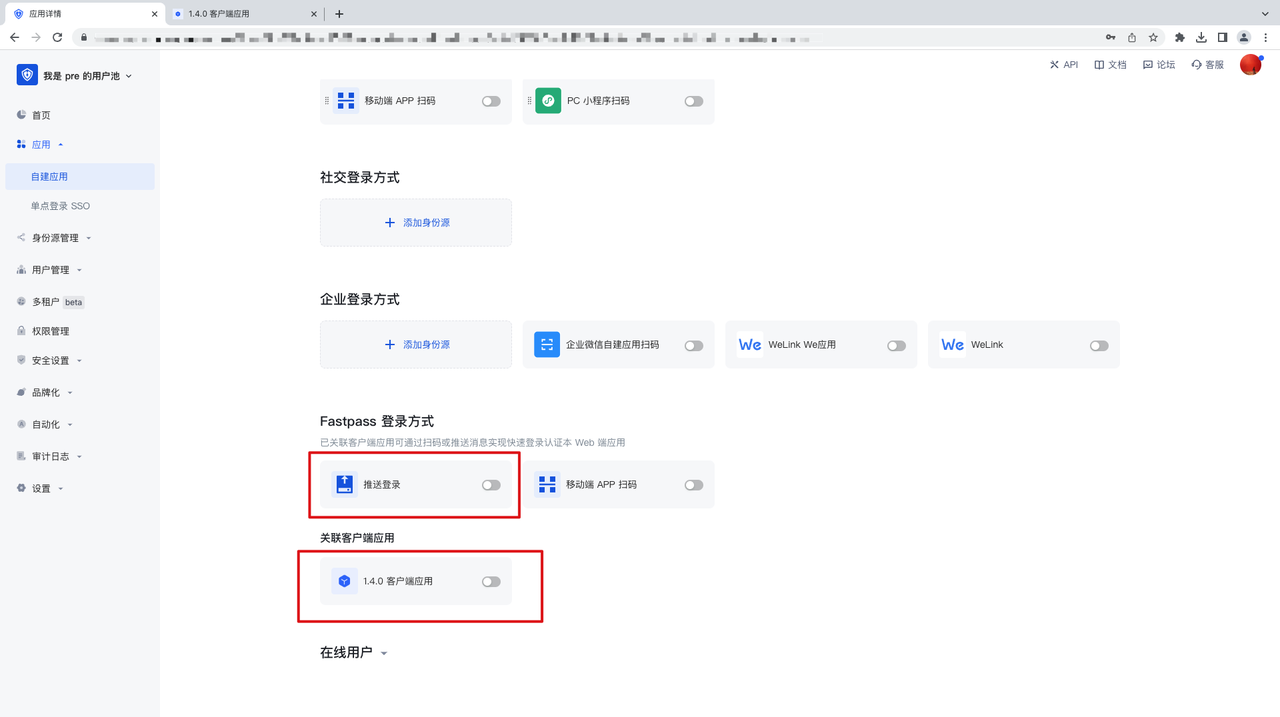 应用详情
1.4.0 客户端应用
我是 pre 的用户池
API
文档
论坛
客服
首页
应用
自建应用
单点登录 SSO
身份源管理
用户管理
多租户 beta
权限管理
安全设置
品牌化
自动化
审计日志
设置
移动端 APP 扫码
PC 小程序扫码
社交登录方式
添加身份源
企业登录方式
添加身份源
企业微信自建应用扫码
We
WeLink We应用
We
WeLink
Fastpass 登录方式
已关联客户端应用可通过扫码或推送消息实现快速登录认证本 Web 端应用
推送登录
移动端 APP 扫码
关联客户端应用
1.4.0 客户端应用
在线用户